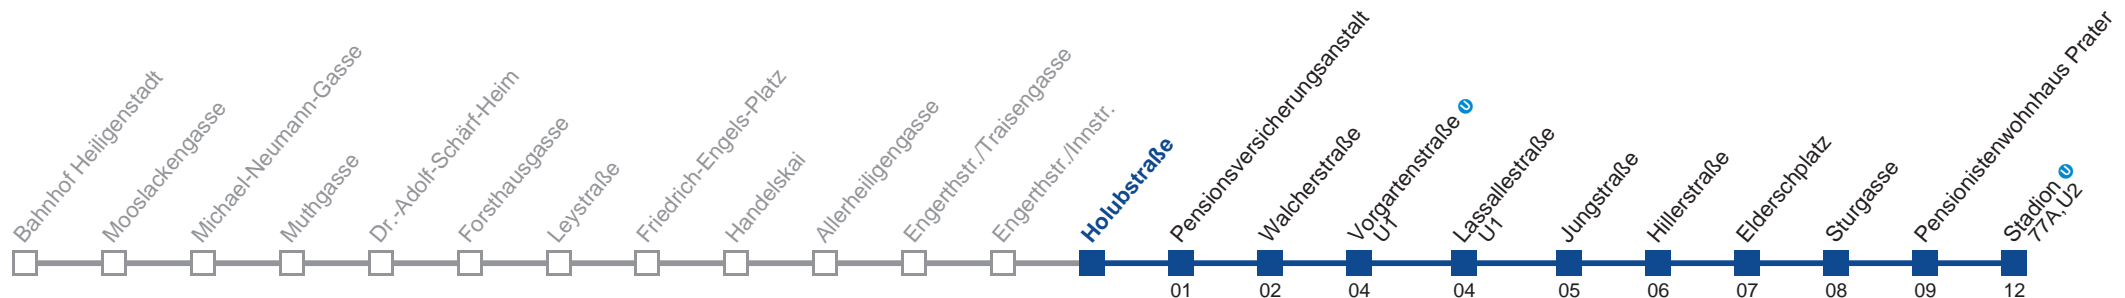 Bahnhof Heiligenstadt
Mooslackengasse
Michael-Neumann-Gasse
Muthgasse
Dr.-Adolf-Schärf-Heim
Forsthausgasse
Leystraße
Friedrich-Engels-Platz
Handelskai
Allerheiligengasse
Engerthstr./Traisengasse
Engerthstr./Innstr.
Holubstraße
Pensionsversicherungsanstalt
01
Walcherstraße
02
Vorgartenstraße U
U1
04
Lassallestraße
U1
04
Jungstraße
05
Hillerstraße
06
Elderschplatz
07
Sturgasse
08
Pensionistenwohnhaus Prater
09
Stadion U
77A,U2
12